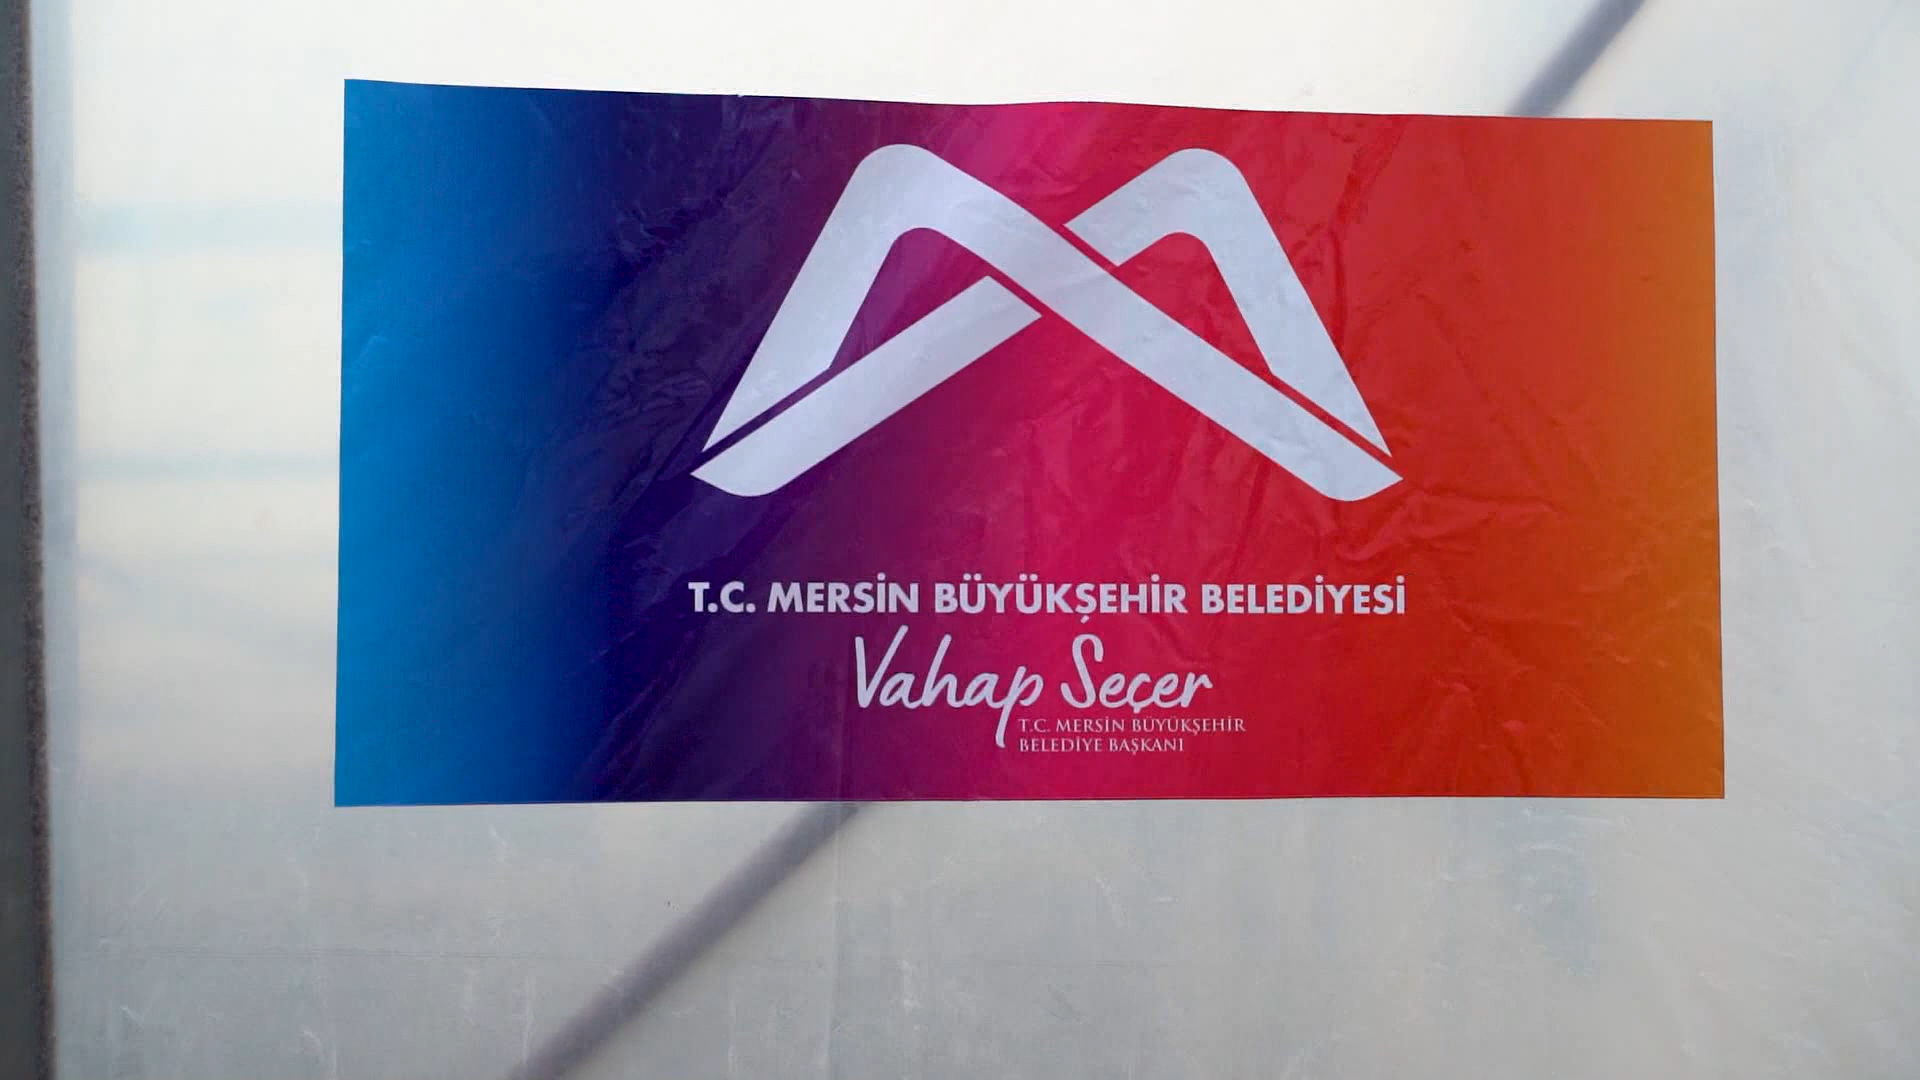 T.C. MERSİN BÜYÜKŞEHİR BELEDİYESİ
Vahap Seçer
T.C. MERSİN BÜYÜKŞEHİR
BELEDİYE BAŞKANI